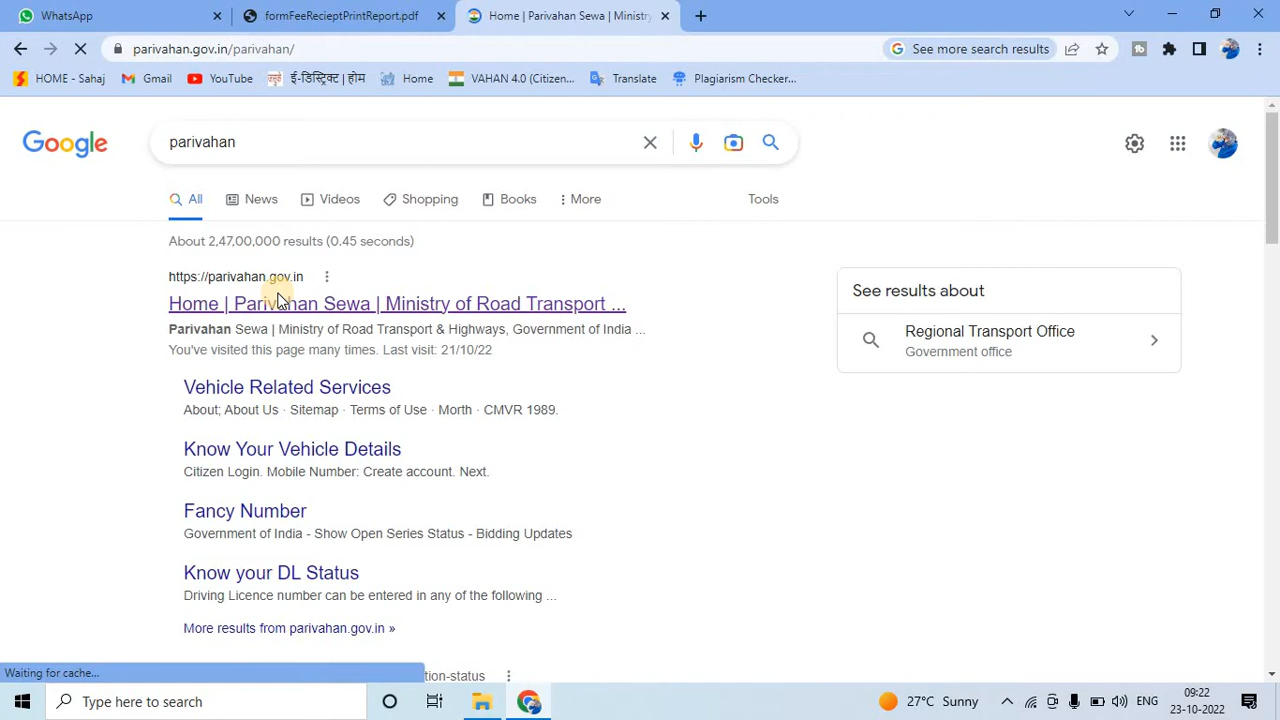 WhatsApp
formFeeRecieptPrintReport.pdf
Home | Parivahan Sewa | Ministry
parivahan.gov.in/parivahan/
See more search results
HOME - Sahaj
Gmail
YouTube
ई-डिस्ट्रिक्ट | होम
Home
VAHAN 4.0 (Citizen...
Translate
Plagiarism Checker...
Google
parivahan
All
News
Videos
Shopping
Books
More
Tools
About 2,47,00,000 results (0.45 seconds)
https://parivahan.gov.in
Home | Parivahan Sewa | Ministry of Road Transport ...
Parivahan Sewa | Ministry of Road Transport & Highways, Government of India ...
You've visited this page many times. Last visit: 21/10/22
See results about
Regional Transport Office
Government office
Vehicle Related Services
About; About Us · Sitemap · Terms of Use · Morth · CMVR 1989.
Know Your Vehicle Details
Citizen Login. Mobile Number: Create account. Next.
Fancy Number
Government of India - Show Open Series Status - Bidding Updates
Know your DL Status
Driving Licence number can be entered in any of the following ...
More results from parivahan.gov.in »
Waiting for cache...
tion-status
Type here to search
27°C Sunny
ENG
09:22
23-10-2022